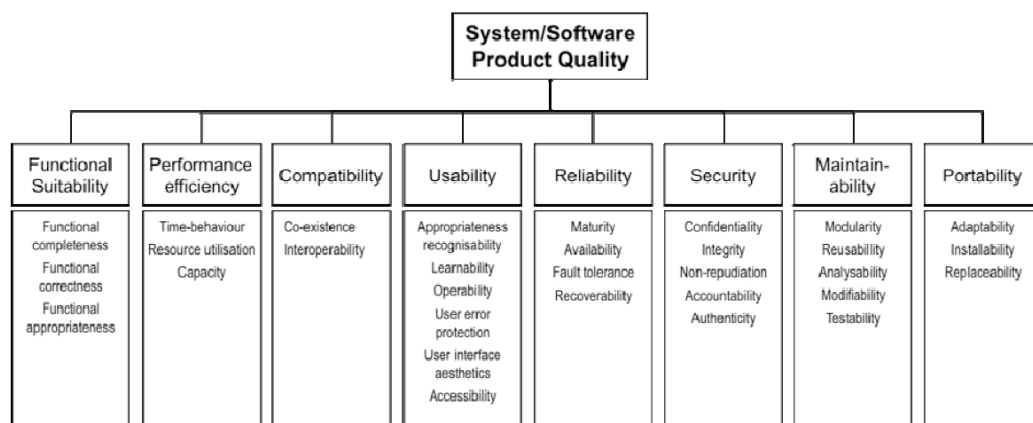 System/Software
Product Quality
Functional
Suitability
Performance
efficiency
Compatibility
Usability
Reliability
Security
Maintain-
ability
Portability
Functional
completeness
Functional
correctness
Functional
appropriateness
Time-behaviour
Resource utilisation
Capacity
Co-existence
Interoperability
Appropriateness
recognisability
Learnability
Operability
User error
protection
User interface
aesthetics
Accessibility
Maturity
Availability
Fault tolerance
Recoverability
Confidentiality
Integrity
Non-repudiation
Accountability
Authenticity
Modularity
Reusabillity
Analysability
Modifiability
Testability
Adaptability
Installability
Replaceability